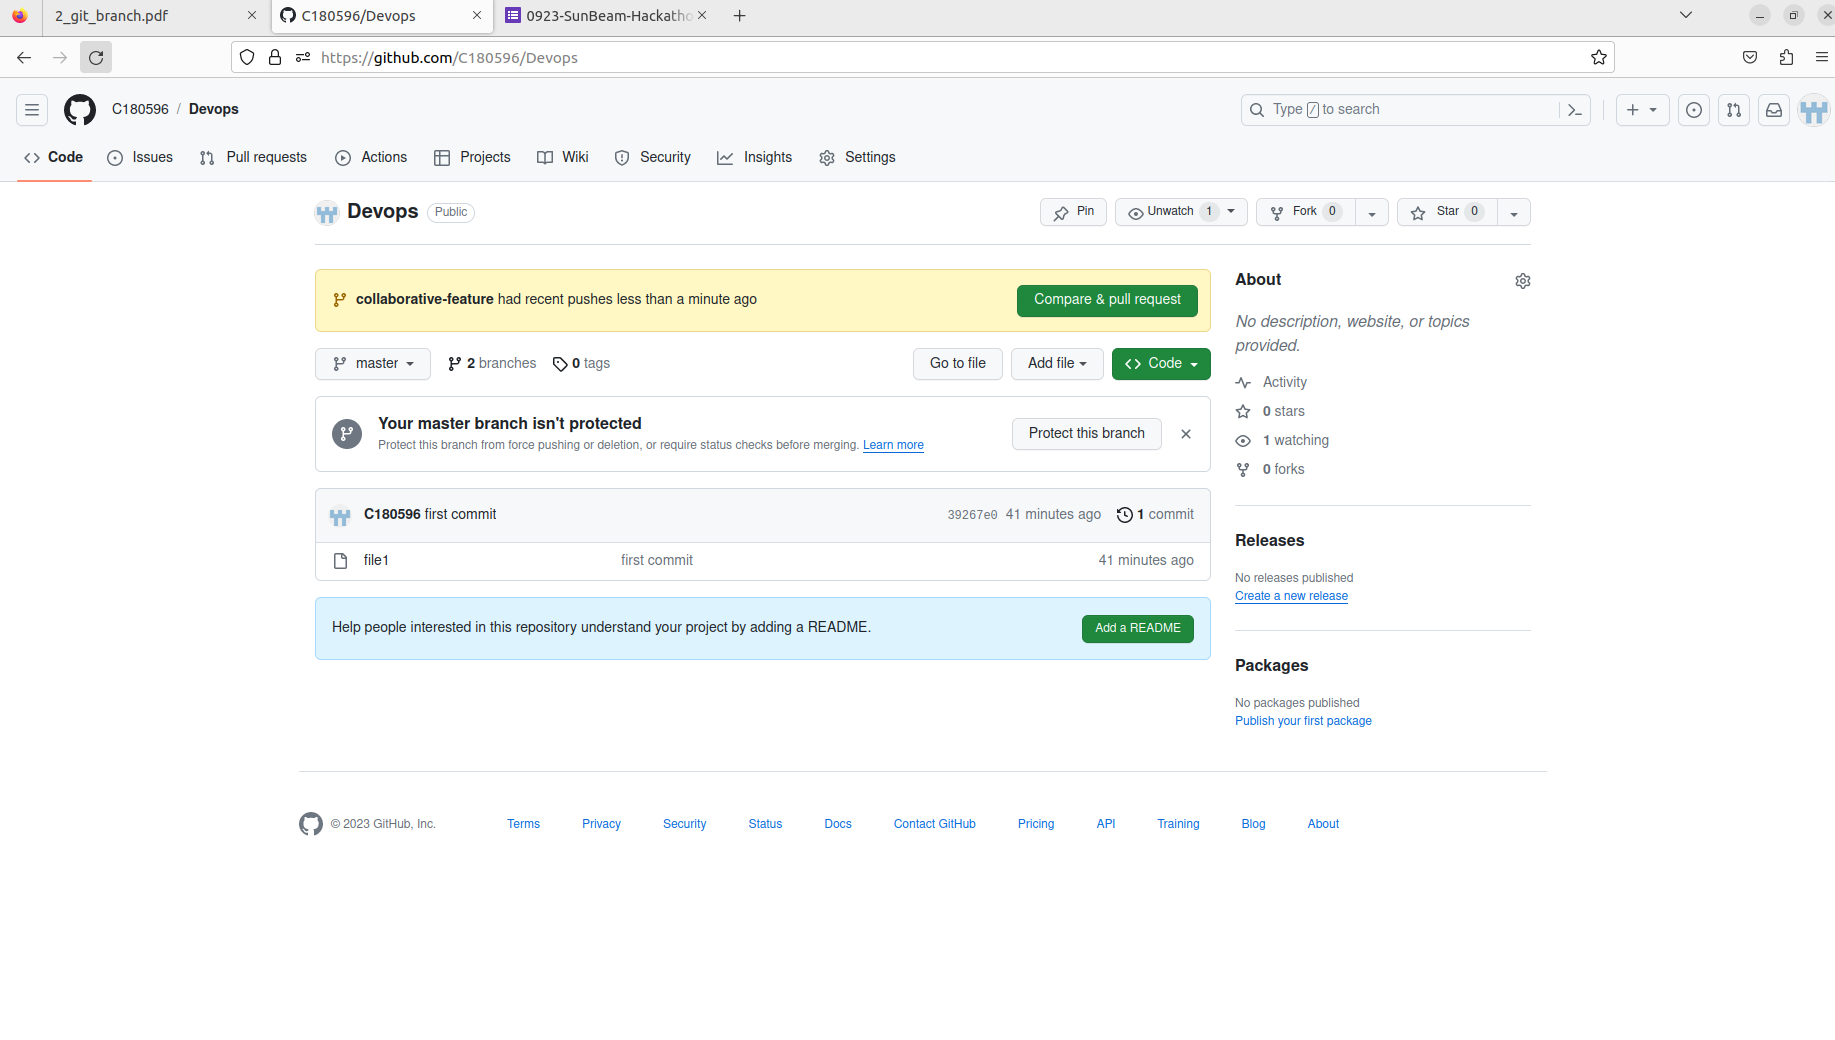 2_git_branch.pdf
C180596/Devops
0923-SunBeam-Hackatho
https://github.com/C180596/Devops
C180596 / Devops
Type / to search
Code
Issues
Pull requests
Actions
Projects
Wiki
Security
Insights
Settings
Devops Public
Pin
Unwatch 1
Fork 0
Star 0
collaborative-feature had recent pushes less than a minute ago
Compare & pull request
master
2 branches
0 tags
Go to file
Add file
Code
Your master branch isn't protected
Protect this branch from force pushing or deletion, or require status checks before merging. Learn more
Protect this branch
C180596 first commit
39267e0 41 minutes ago
1 commit
file1
first commit
41 minutes ago
Help people interested in this repository understand your project by adding a README.
Add a README
About
No description, website, or topics
provided.
Activity
0 stars
1 watching
0 forks
Releases
No releases published
Create a new release
Packages
No packages published
Publish your first package
© 2023 GitHub, Inc.
Terms
Privacy
Security
Status
Docs
Contact GitHub
Pricing
API
Training
Blog
About